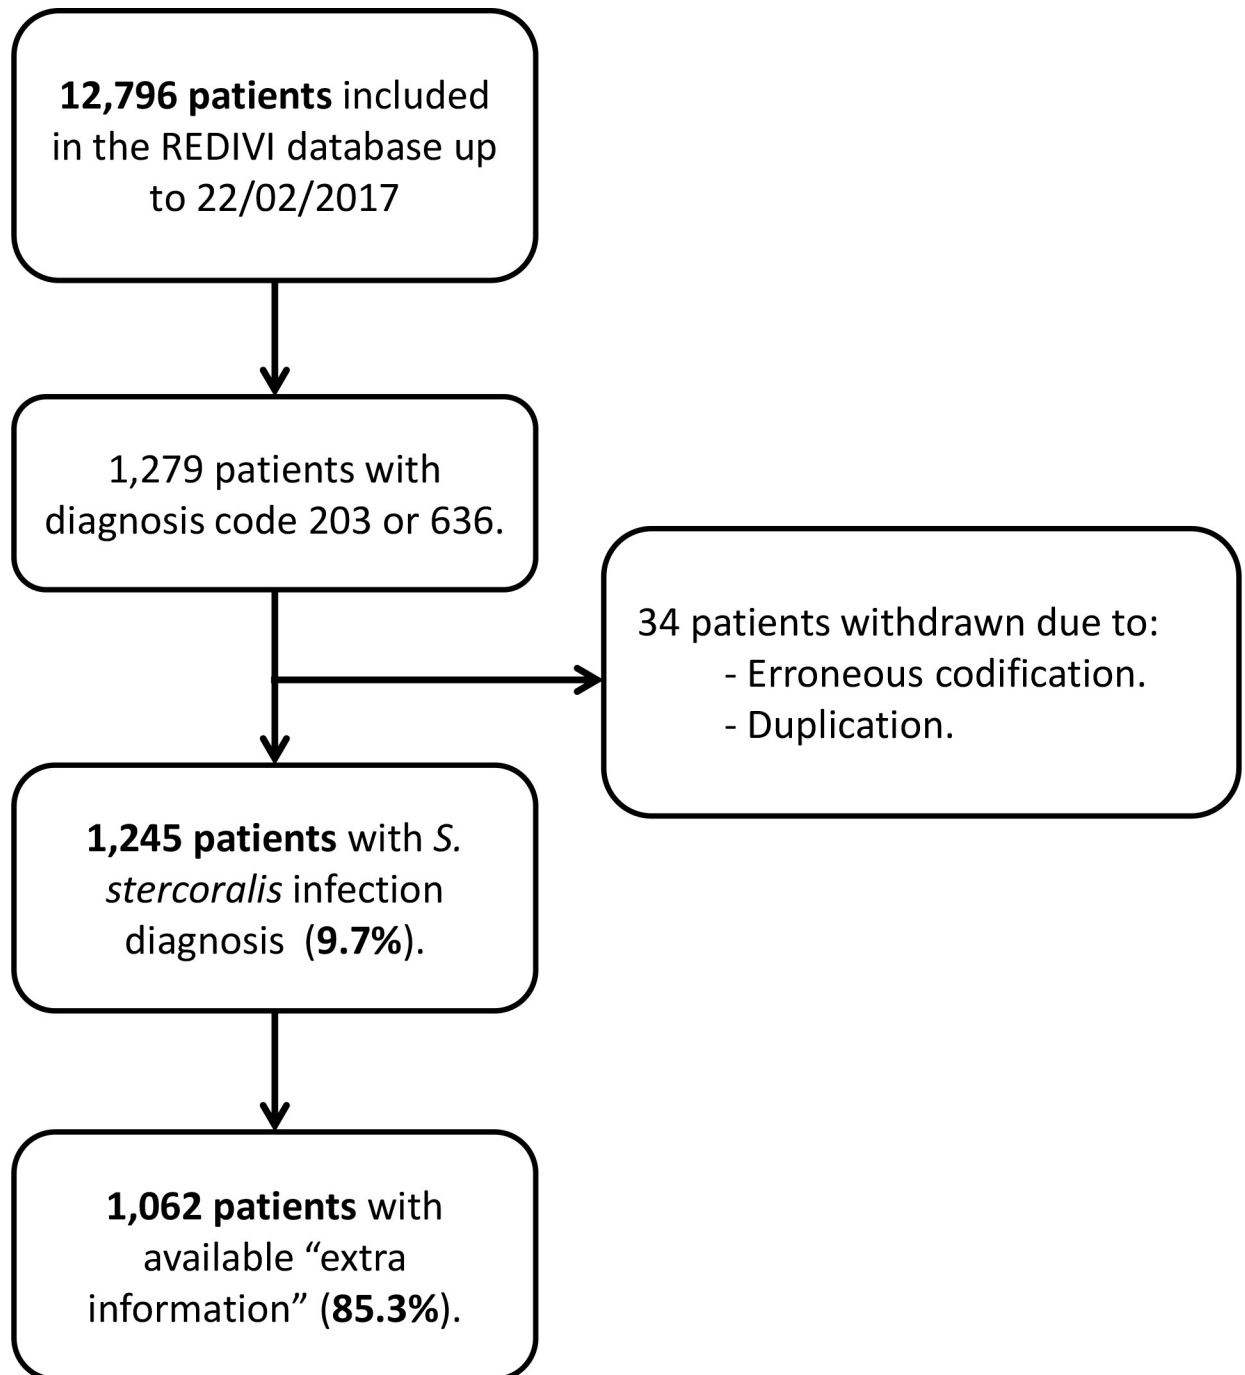 12,796 patients included
in the REDIVI database up
to 22/02/2017
1,279 patients with
diagnosis code 203 or 636.
34 patients withdrawn due to:
- Erroneous codification.
- Duplication.
1,245 patients with S.
stercoralis infection
diagnosis (9.7%).
1,062 patients with
available “extra
information” (85.3%).